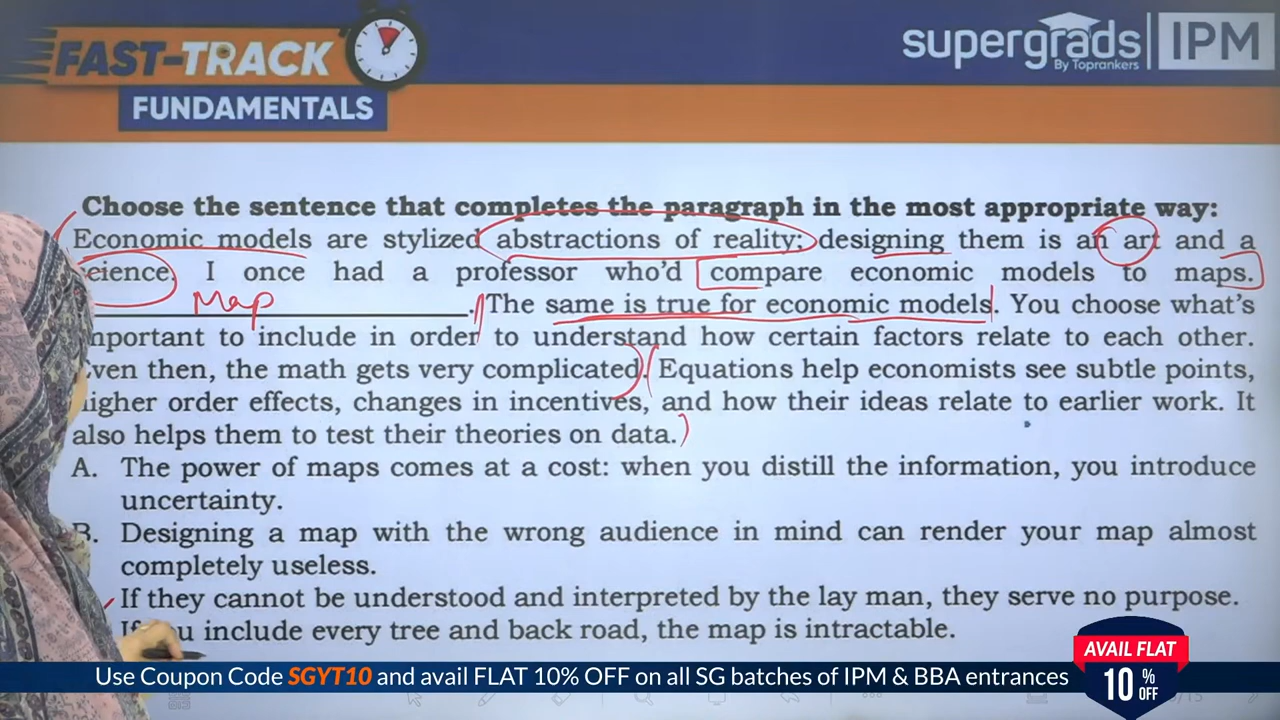 FAST-TRACK
FUNDAMENTALS
supergrads
By Toprankers
IPM
Choose the sentence that completes the paragraph in the most appropriate way:
Economic models are stylized abstractions of reality; designing them is an art and a
science. I once had a professor who'd compare economic models to maps.
Map
. The same is true for economic models. You choose what's
mportant to include in order to understand how certain factors relate to each other.
ven then, the math gets very complicated. Equations help economists see subtle points,
igher order effects, changes in incentives, and how their ideas relate to earlier work. It
also helps them to test their theories on data.
A. The power of maps comes at a cost: when you distill the information, you introduce
uncertainty.
B. Designing a map with the wrong audience in mind can render your map almost
completely useless.
If they cannot be understood and interpreted by the lay man, they serve no purpose.
If you include every tree and back road, the map is intractable.
AVAIL FLAT
10 % OFF
Use Coupon Code SGYT10 and avail FLAT 10% OFF on all SG batches of IPM & BBA entrances